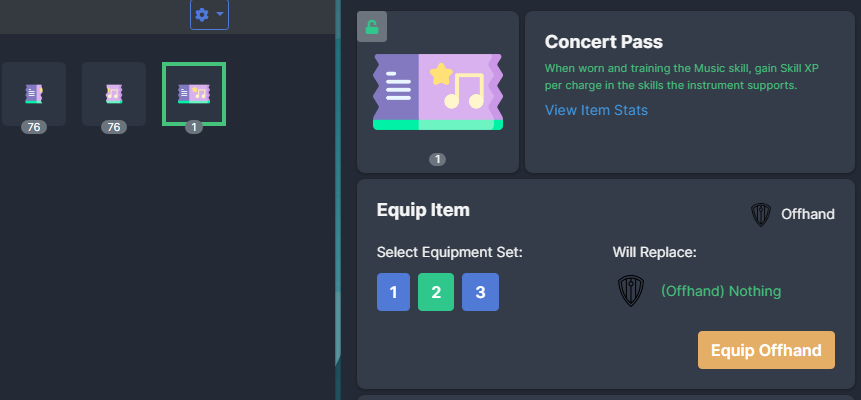 76
76
1
1
Concert Pass
When worn and training the Music skill, gain Skill XP
per charge in the skills the instrument supports.
View Item Stats
Equip Item
Offhand
Select Equipment Set:
1 2 3
Will Replace:
(Offhand) Nothing
Equip Offhand